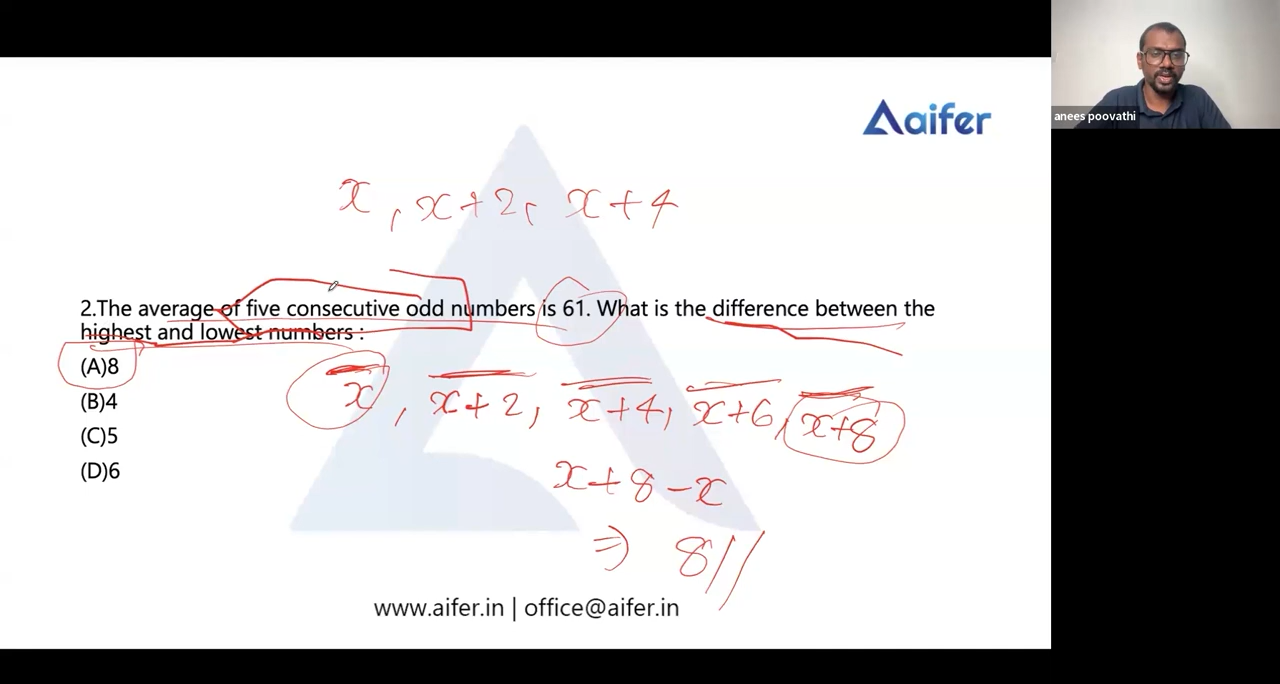 anees poovathi
aifer
x, x+2, x+4
2.The average of five consecutive odd numbers is 61. What is the difference between the
highest and lowest numbers :
(A)8
(B)4
(C)5
(D)6
x, x+2, x+4, x+6, x+8
x+8-x
⇒ 8//
www.aifer.in | office@aifer.in